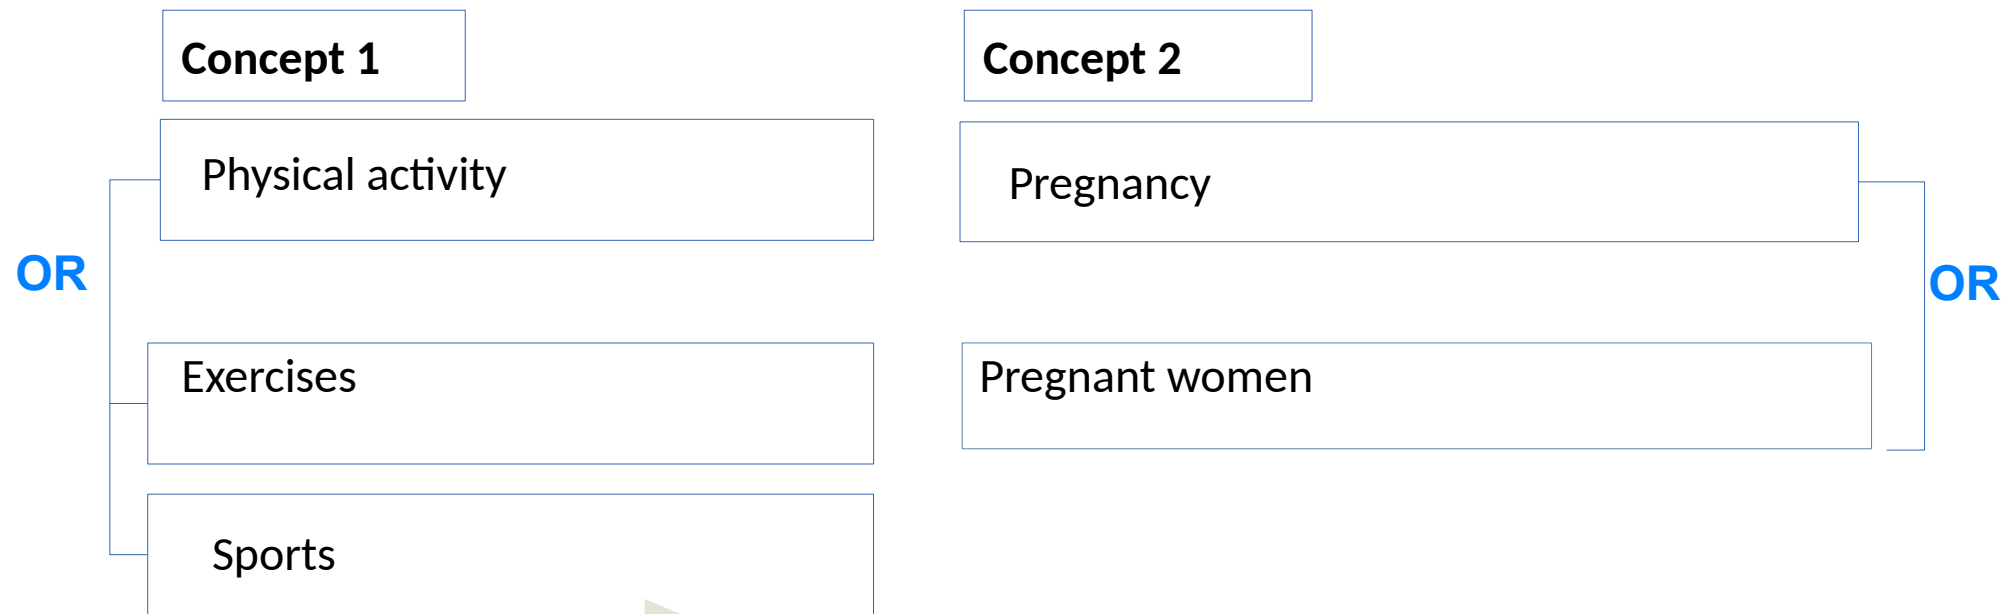 Concept 1
Concept 2
Physical activity
Pregnancy
OR
OR
Exercises
Pregnant women
Sports